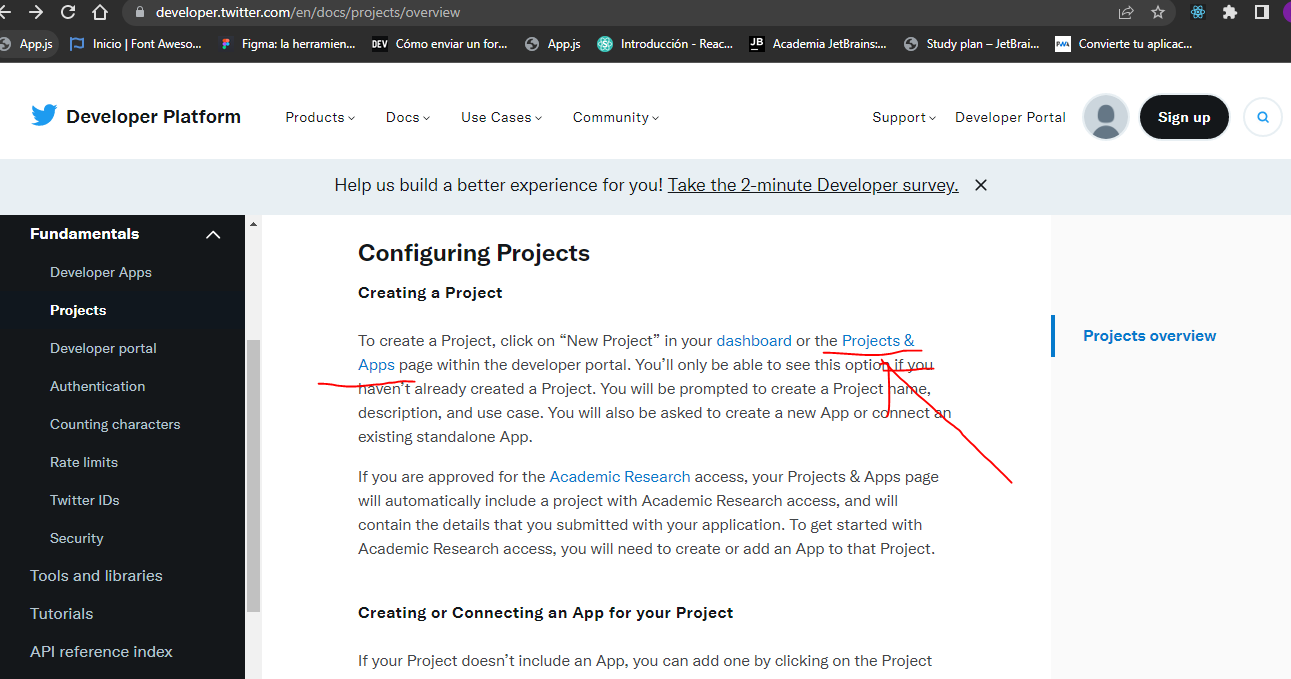 developer.twitter.com/en/docs/projects/overview
App.js
Inicio | Font Aweso...
Figma: la herramien...
DEV
Cómo enviar un for...
App.js
Introducción - Reac...
JB
Academia JetBrains:...
Study plan – JetBrai...
PWA
Convierte tu aplicac...
Developer Platform
Products
Docs
Use Cases
Community
Support
Developer Portal
Sign up
Help us build a better experience for you! Take the 2-minute Developer survey.
Fundamentals
Developer Apps
Projects
Developer portal
Authentication
Counting characters
Rate limits
Twitter IDs
Security
Tools and libraries
Tutorials
API reference index
Configuring Projects
Creating a Project
To create a Project, click on “New Project” in your dashboard or the Projects &
Apps page within the developer portal. You’ll only be able to see this option if you
haven’t already created a Project. You will be prompted to create a Project name,
description, and use case. You will also be asked to create a new App or connect an
existing standalone App.
If you are approved for the Academic Research access, your Projects & Apps page
will automatically include a project with Academic Research access, and will
contain the details that you submitted with your application. To get started with
Academic Research access, you will need to create or add an App to that Project.
Creating or Connecting an App for your Project
If your Project doesn’t include an App, you can add one by clicking on the Project
Projects overview